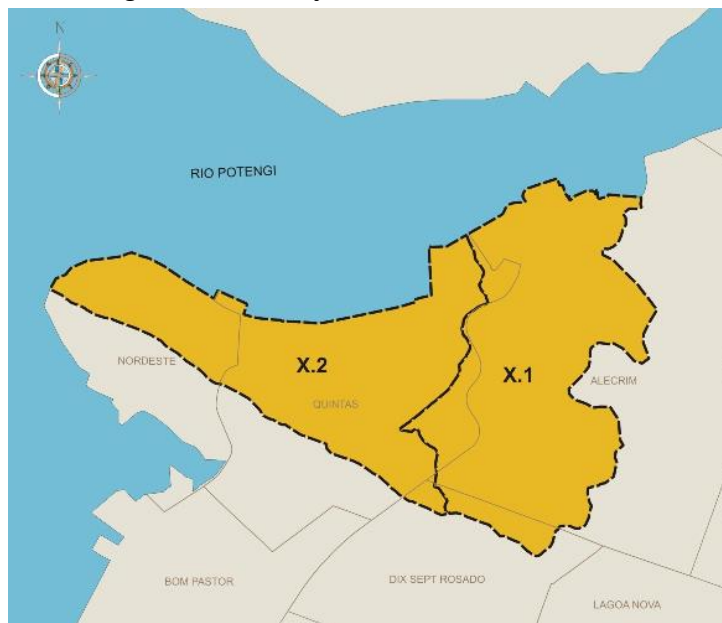 N
RIO POTENGI
NORDESTE
X.2
X.1
ALECRIM
QUINTAS
BOM PASTOR
DIX SEPT ROSADO
LAGOA NOVA